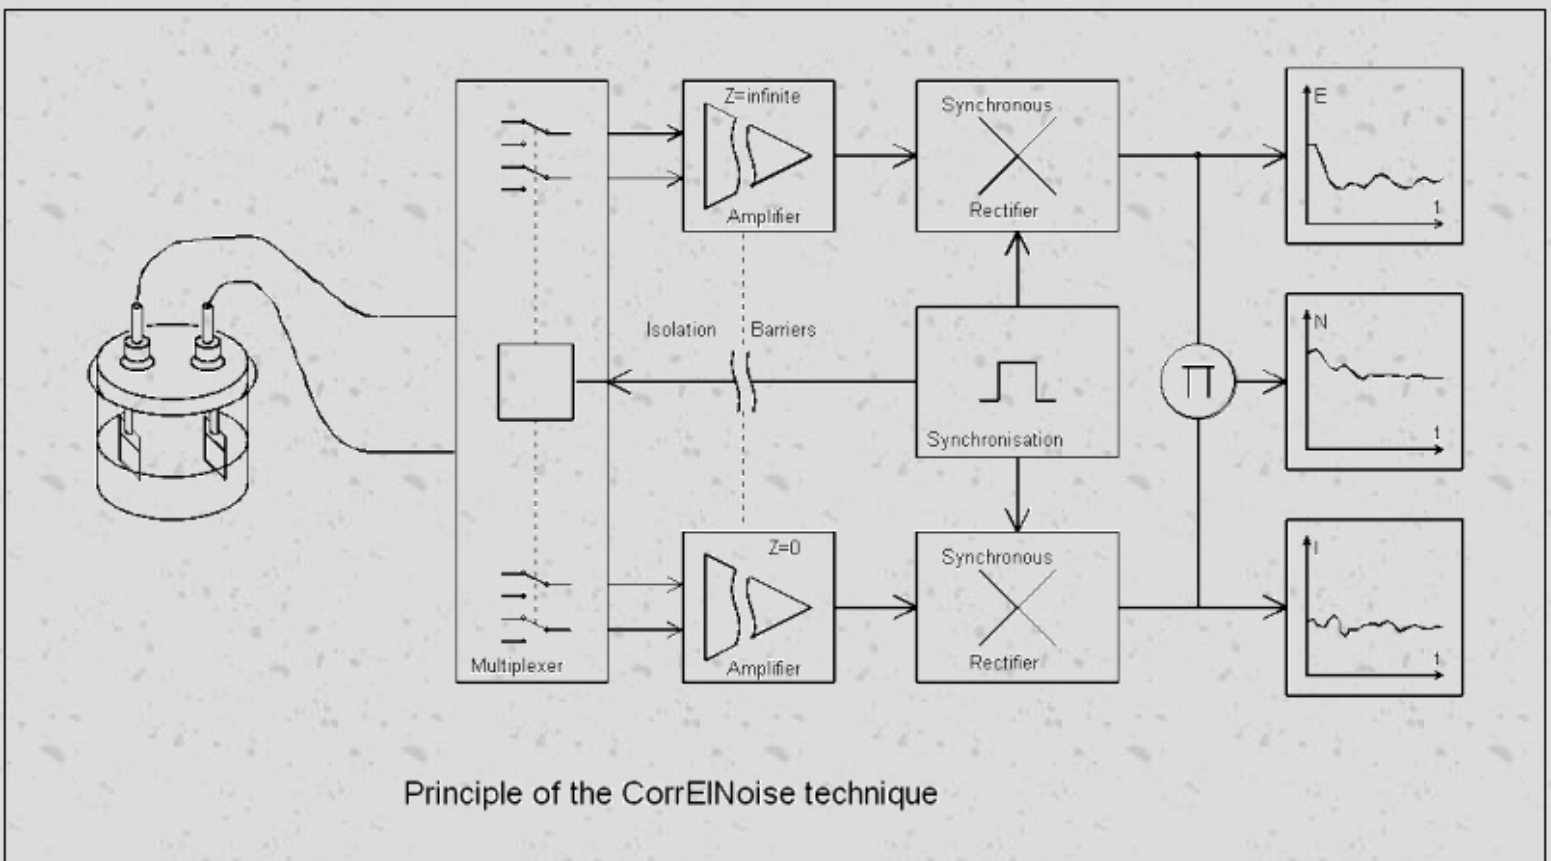 Z=infinite
Amplifier
Synchronous
Rectifier
E
t
Isolation Barriers
Synchronisation
Π
N
t
Multiplexer
Z=0
Amplifier
Synchronous
Rectifier
I
t
Principle of the CorrElNoise technique